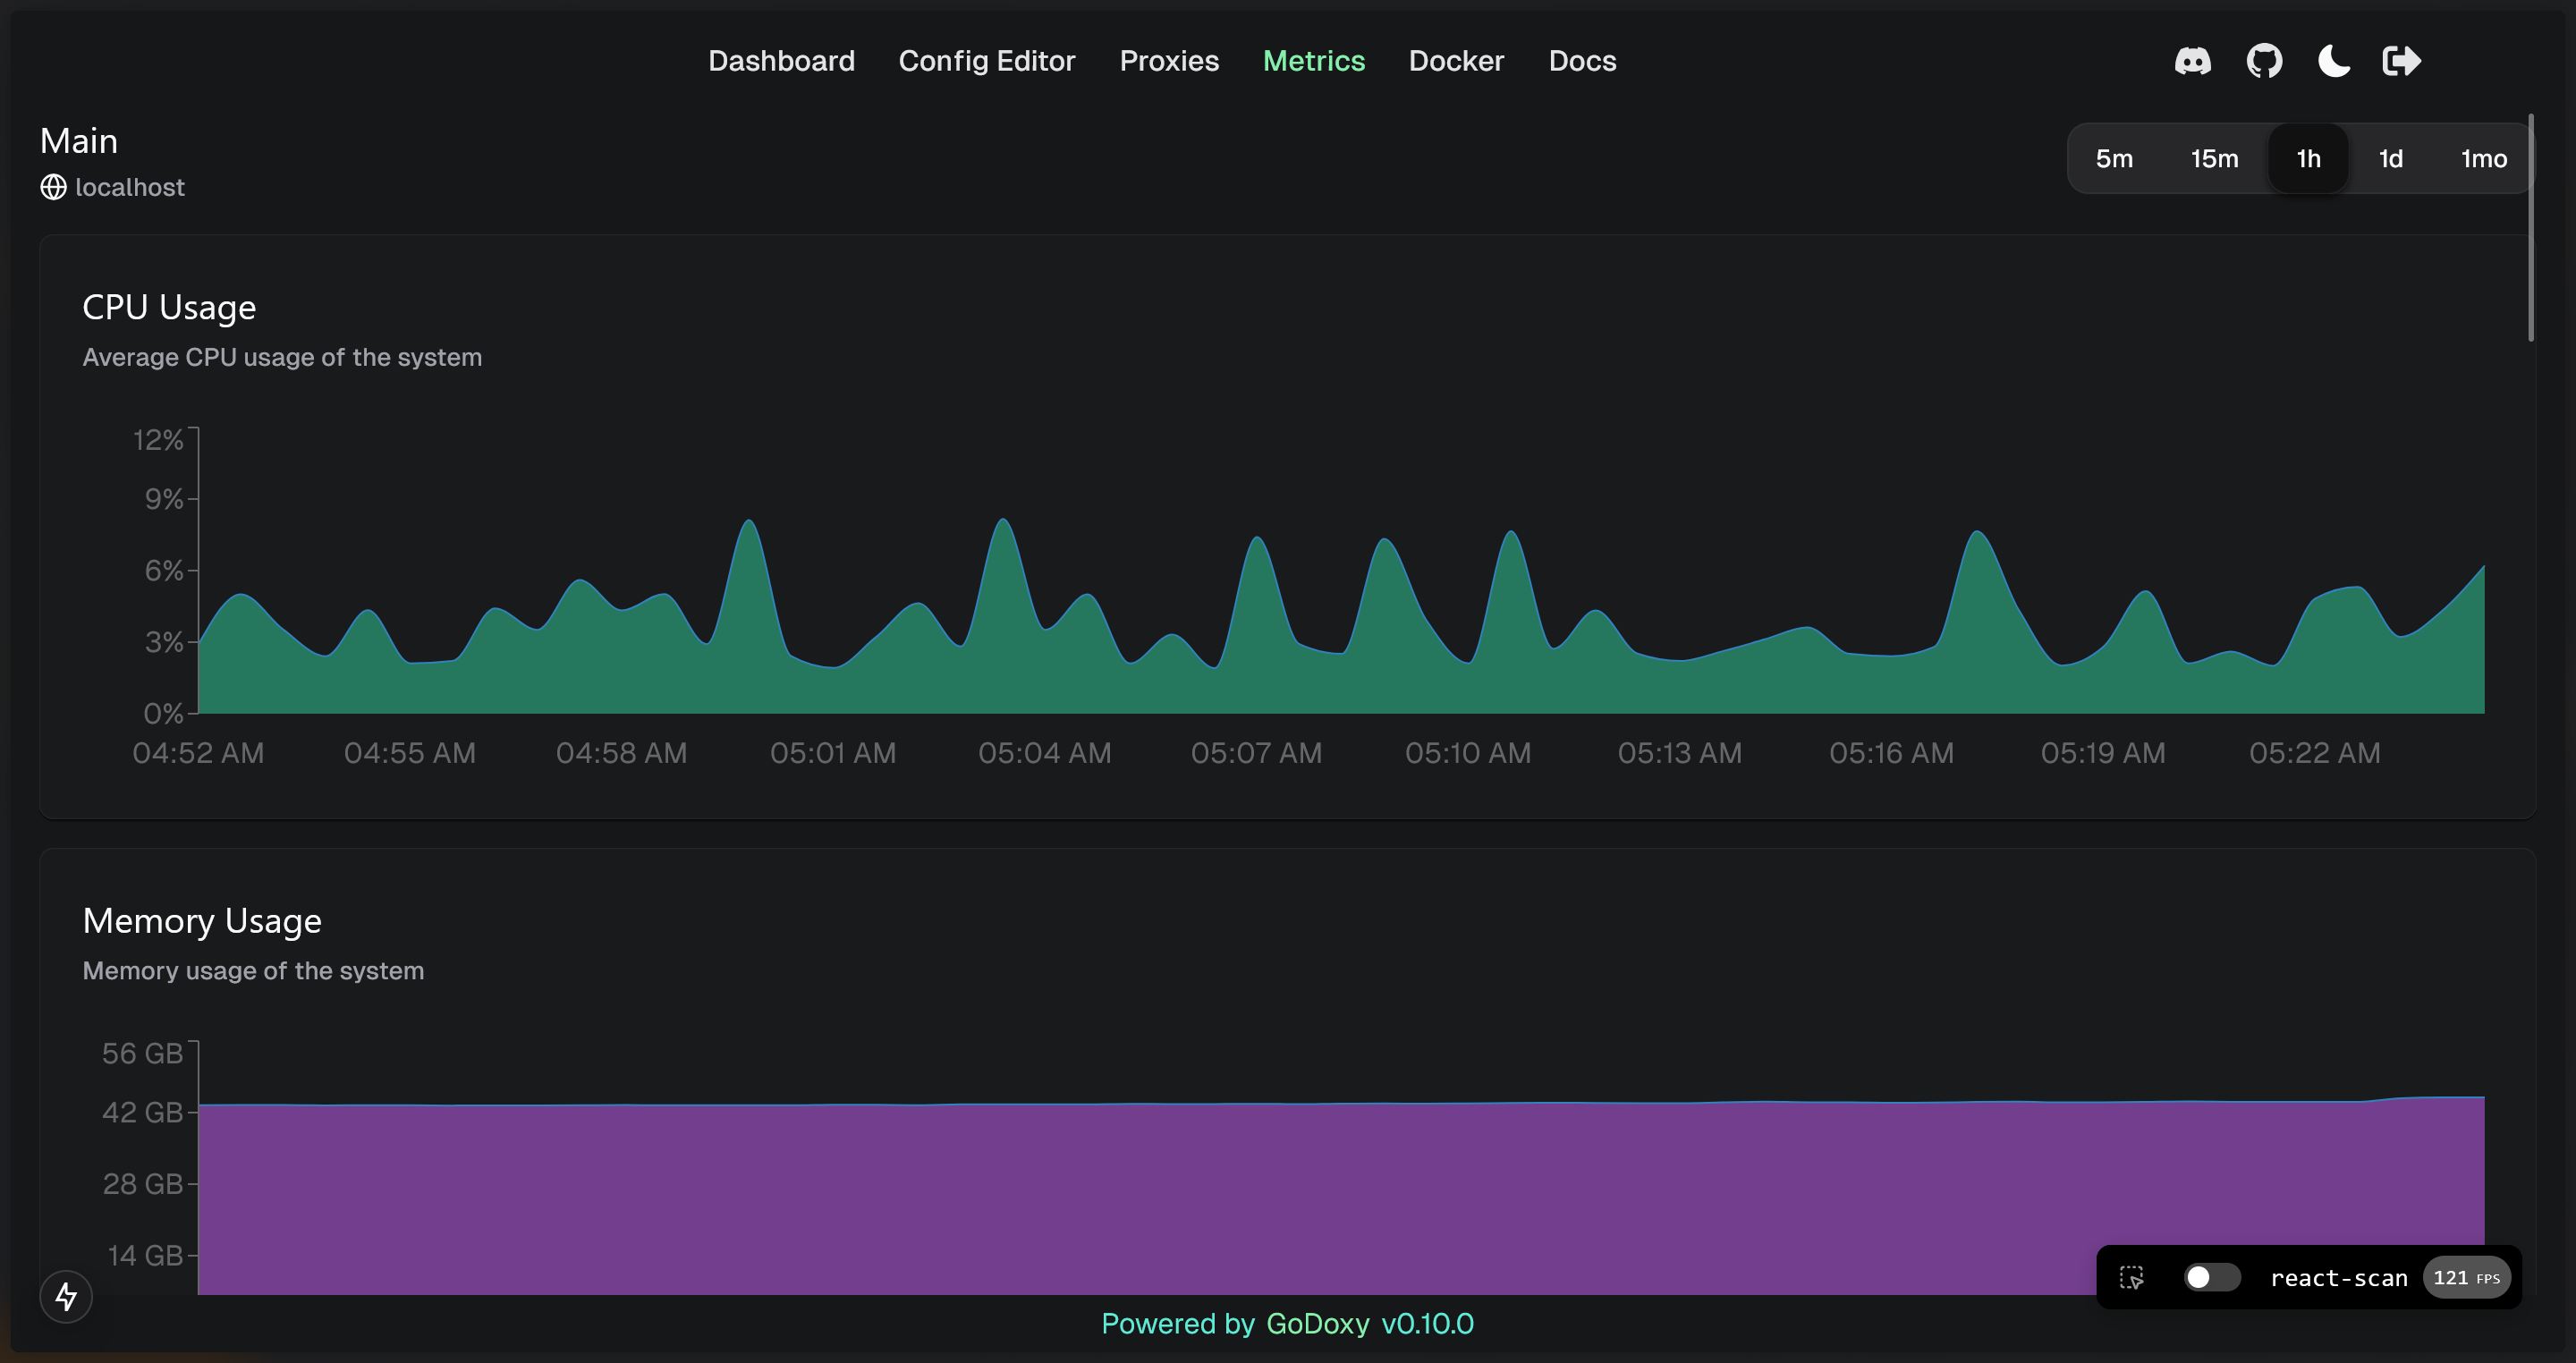 Dashboard Config Editor Proxies Metrics Docker Docs
Main
localhost
5m 15m 1h 1d 1mo
CPU Usage
Average CPU usage of the system
12%
9%
6%
3%
0%
04:52 AM 04:55 AM 04:58 AM 05:01 AM 05:04 AM 05:07 AM 05:10 AM 05:13 AM 05:16 AM 05:19 AM 05:22 AM
Memory Usage
Memory usage of the system
56 GB
42 GB
28 GB
14 GB
react-scan 121 FPS
Powered by GoDoxy v0.10.0